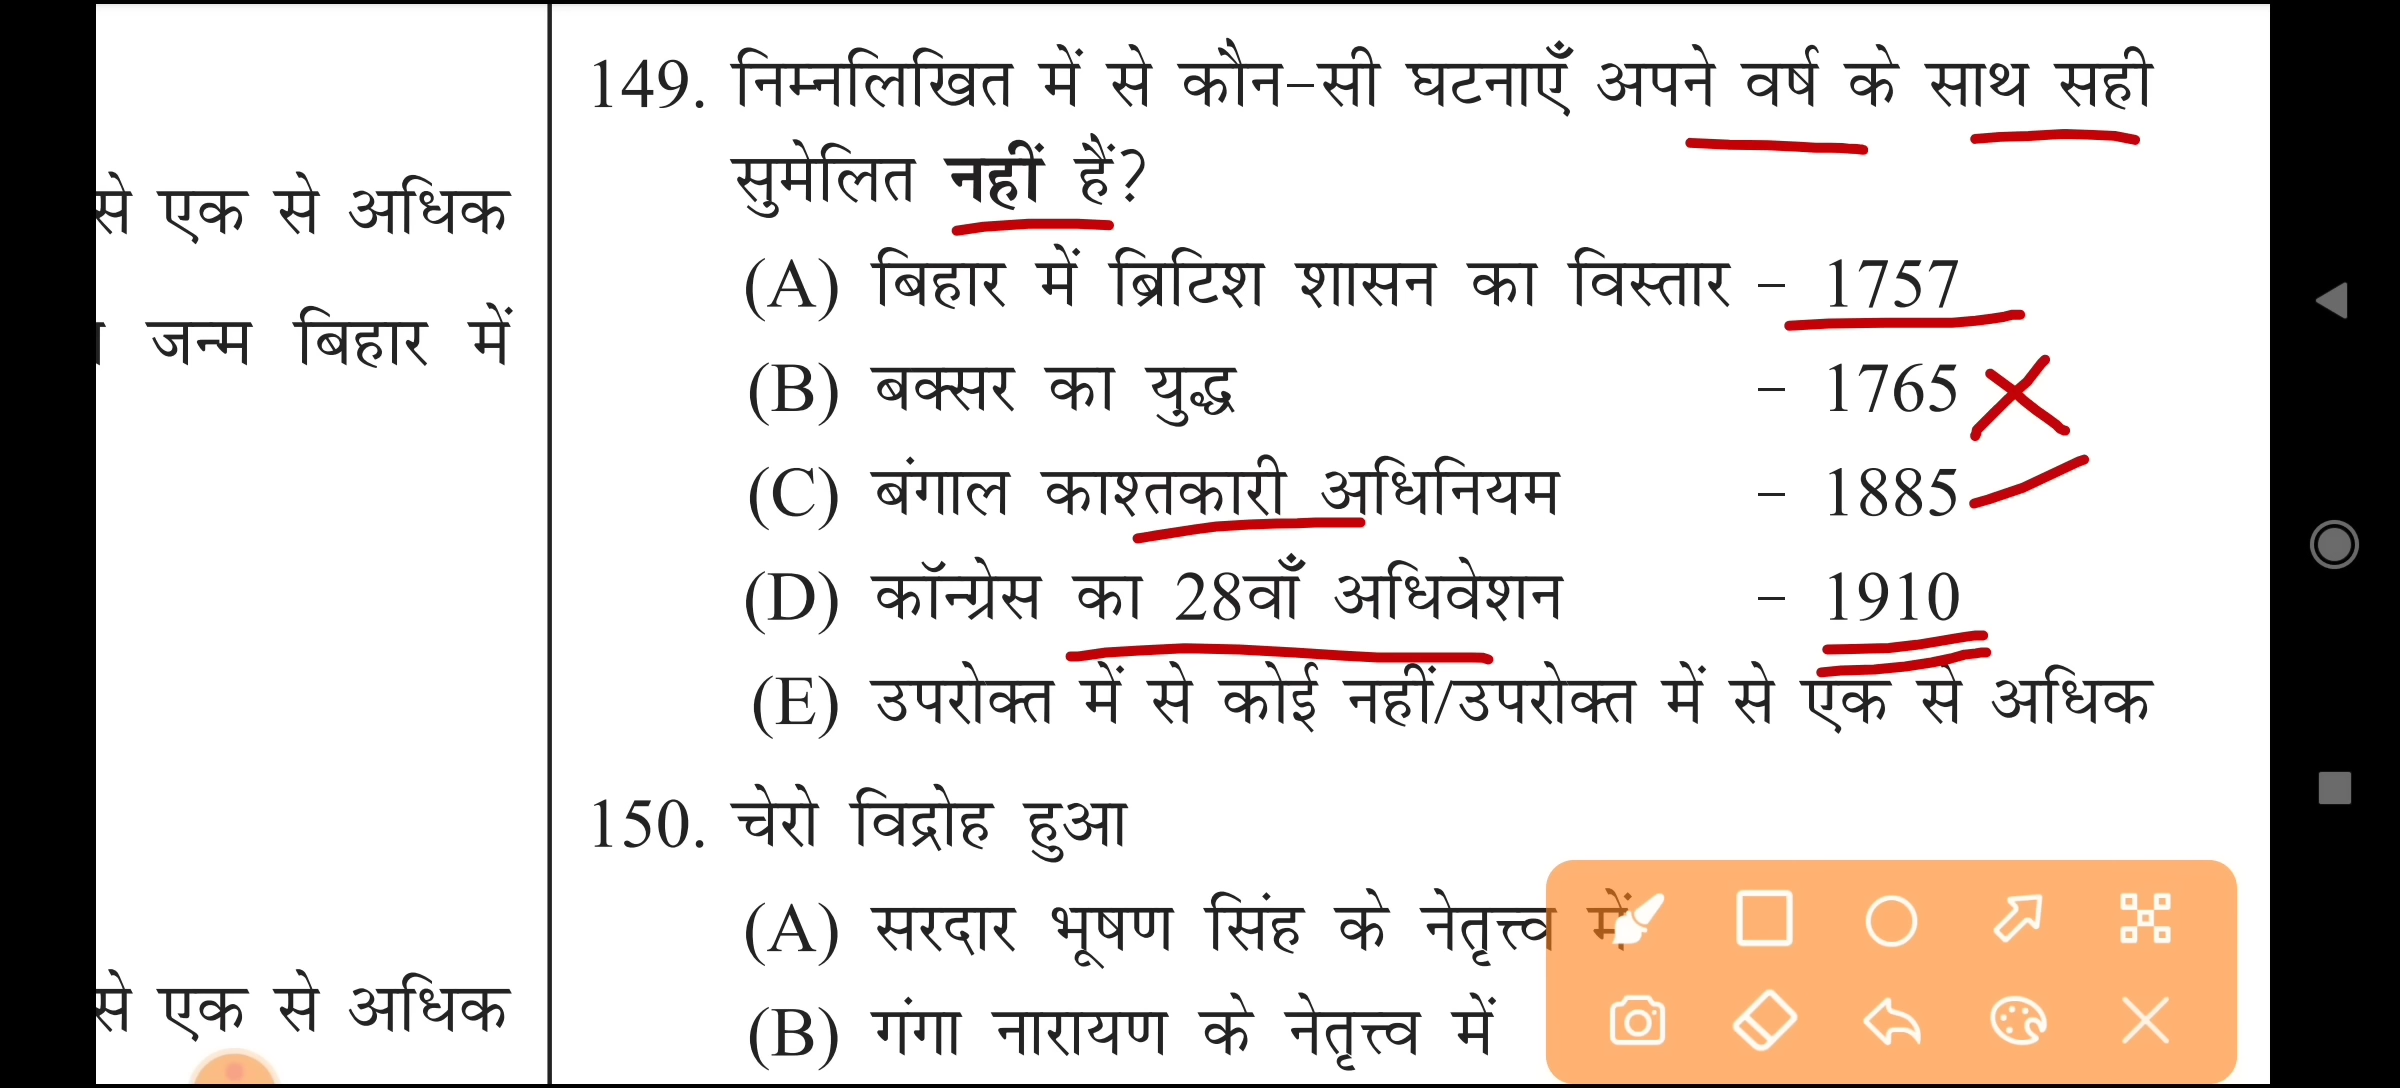 से एक से अधिक
जन्म बिहार में
से एक से अधिक
149. निम्नलिखित में से कौन-सी घटनाएँ अपने वर्ष के साथ सही
सुमेलित नहीं हैं?
(A) बिहार में ब्रिटिश शासन का विस्तार – 1757
(B) बक्सर का युद्ध – 1765
(C) बंगाल काश्तकारी अधिनियम – 1885
(D) कॉन्ग्रेस का 28वाँ अधिवेशन – 1910
(E) उपरोक्त में से कोई नहीं/उपरोक्त में से एक से अधिक
150. चेरो विद्रोह हुआ
(A) सरदार भूषण सिंह के नेतृत्त्व में
(B) गंगा नारायण के नेतृत्त्व में